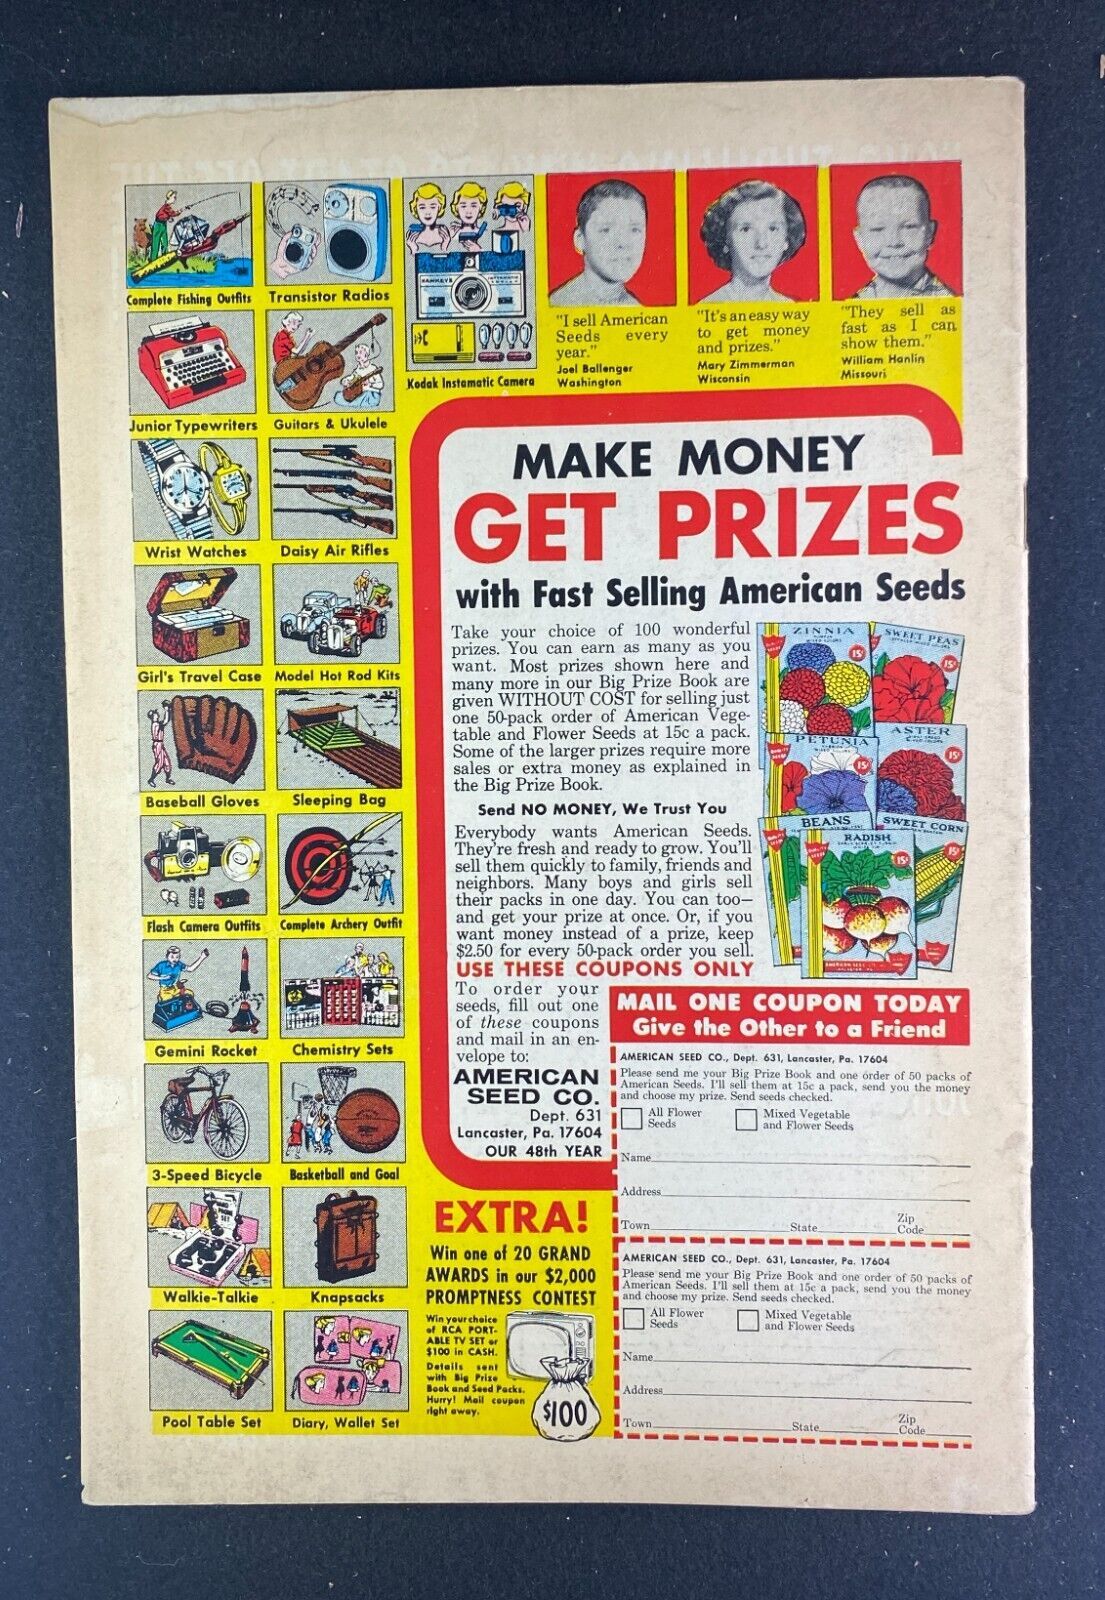 Complete Fishing Outfits
Transistor Radios
HAWKEYE
INSTAMATIC
Kodak Instamatic Camera
Junior Typewriters
Guitars & Ukulele
Wrist Watches
Daisy Air Rifles
Girl's Travel Case
Model Hot Rod Kits
Baseball Gloves
Sleeping Bag
Flash Camera Outfits
Complete Archery Outfit
Gemini Rocket
Chemistry Sets
3-Speed Bicycle
Basketball and Goal
Walkie-Talkie
Knapsacks
Pool Table Set
Diary, Wallet Set
"I sell American
Seeds every
year."
Joel Ballenger
Washington
"It's an easy way
to get money
and prizes."
Mary Zimmerman
Wisconsin
"They sell as
fast as I can
show them."
William Hanlin
Missouri
MAKE MONEY
GET PRIZES
with Fast Selling American Seeds
Take your choice of 100 wonderful
prizes. You can earn as many as you
want. Most prizes shown here and
many more in our Big Prize Book are
given WITHOUT COST for selling just
one 50-pack order of American Vege-
table and Flower Seeds at 15c a pack.
Some of the larger prizes require more
sales or extra money as explained in
the Big Prize Book.
Send NO MONEY, We Trust You
Everybody wants American Seeds.
They're fresh and ready to grow. You'll
sell them quickly to family, friends and
neighbors. Many boys and girls sell
their packs in one day. You can too—
and get your prize at once. Or, if you
want money instead of a prize, keep
$2.50 for every 50-pack order you sell.
USE THESE COUPONS ONLY
To order your
seeds, fill out one
of these coupons
and mail in an en-
velope to:
AMERICAN
SEED CO.
Dept. 631
Lancaster, Pa. 17604
OUR 48th YEAR
ZINNIA
15¢
SWEET PEAS
15¢
PETUNIA
15¢
ASTER
15¢
BEANS
SWEET CORN
15¢
RADISH
15¢
AMERICAN SEED CO.
LANCASTER, PA.
MAIL ONE COUPON TODAY
Give the Other to a Friend
AMERICAN SEED CO., Dept. 631, Lancaster, Pa. 17604
Please send me your Big Prize Book and one order of 50 packs of
American Seeds. I'll sell them at 15c a pack, send you the money
and choose my prize. Send seeds checked.
All Flower Seeds
Mixed Vegetable and Flower Seeds
Name
Address
Town State Zip Code
AMERICAN SEED CO., Dept. 631, Lancaster, Pa. 17604
Please send me your Big Prize Book and one order of 50 packs of
American Seeds. I'll sell them at 15c a pack, send you the money
and choose my prize. Send seeds checked.
All Flower Seeds
Mixed Vegetable and Flower Seeds
Name
Address
Town State Zip Code
EXTRA!
Win one of 20 GRAND
AWARDS in our $2,000
PROMPTNESS CONTEST
Win your choice
of RCA PORT-
ABLE TV SET or
$100 in CASH.
Details sent
with Big Prize
Book and Seed Packs.
Hurry! Mail coupon
right away.
$100